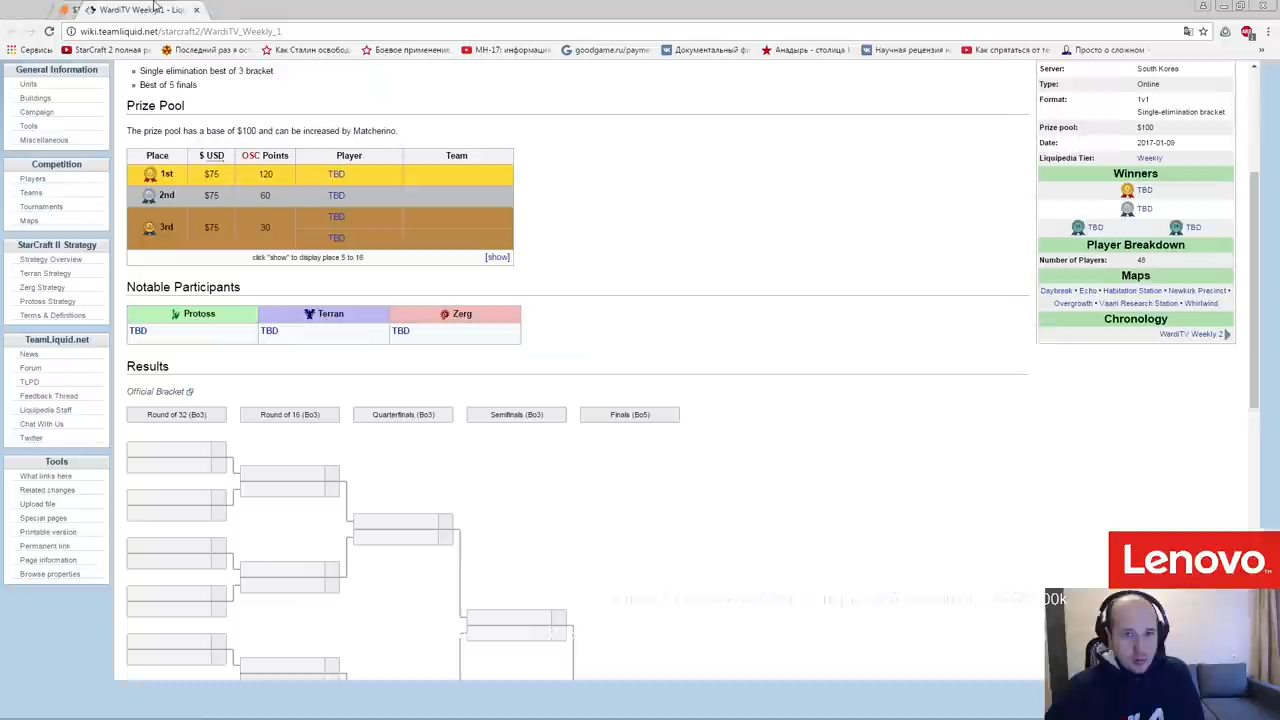 WardiTV Weekly 1 - Liqu
wiki.teamliquid.net/starcraft2/WardiTV_Weekly_1
Сервисы
StarCraft 2 полная р
Последний раз я ост
Как Сталин освобод
Боевое применение
МН-17: информация
goodgame.ru/payme
Документальный фи
Анадырь - столица
Научная рецензия н
Как спрятаться от те
Просто о сложном
General Information
Units
Buildings
Campaign
Tools
Miscellaneous
Competition
Players
Teams
Tournaments
Maps
StarCraft II Strategy
Strategy Overview
Terran Strategy
Zerg Strategy
Protoss Strategy
Terms & Definitions
TeamLiquid.net
News
Forum
TLPD
Feedback Thread
Liquipedia Staff
Chat With Us
Twitter
Tools
What links here
Related changes
Upload file
Special pages
Printable version
Permanent link
Page information
Browse properties
Single elimination best of 3 bracket
Best of 5 finals
Prize Pool
The prize pool has a base of $100 and can be increased by Matcherino.
Place $ USD OSC Points Player Team
1st $75 120 TBD
2nd $75 60 TBD
3rd $75 30 TBD
TBD
click "show" to display place 5 to 16 [show]
Notable Participants
Protoss Terran Zerg
TBD TBD TBD
Results
Official Bracket
Round of 32 (Bo3) Round of 16 (Bo3) Quarterfinals (Bo3) Semifinals (Bo3) Finals (Bo5)
Server: South Korea
Type: Online
Format: 1v1
Single-elimination bracket
Prize pool: $100
Date: 2017-01-09
Liquipedia Tier: Weekly
Winners
TBD
TBD
TBD TBD
Player Breakdown
Number of Players: 48
Maps
Daybreak • Echo • Habitation Station • Newkirk Precinct •
Overgrowth • Vaani Research Station • Whirlwind
Chronology
WardiTV Weekly 2
Lenovo